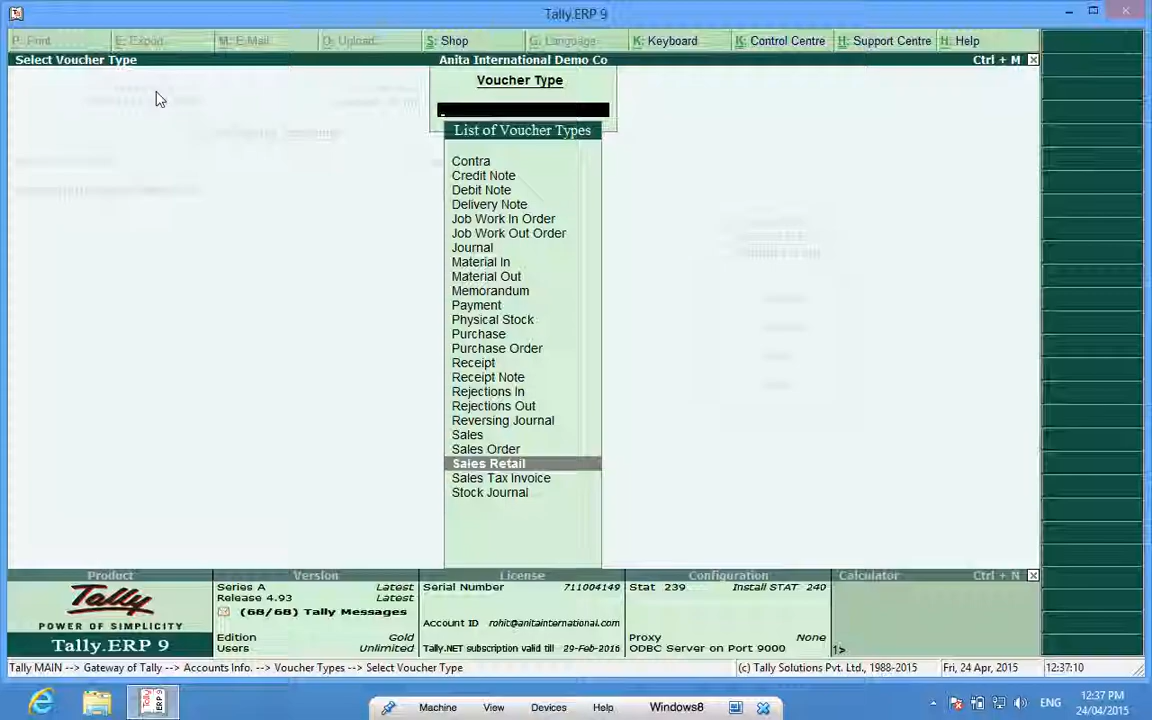 Tally.ERP 9
P: Print
E: Export
M: E-Mail
O: Upload
S: Shop
G: Language
K: Keyboard
K: Control Centre
H: Support Centre
H: Help
Select Voucher Type
Anita International Demo Co
Ctrl + M
Voucher Type
List of Voucher Types
Contra
Credit Note
Debit Note
Delivery Note
Job Work In Order
Job Work Out Order
Journal
Material In
Material Out
Memorandum
Payment
Physical Stock
Purchase
Purchase Order
Receipt
Receipt Note
Rejections In
Rejections Out
Reversing Journal
Sales
Sales Order
Sales Retail
Sales Tax Invoice
Stock Journal
Product
Tally
POWER OF SIMPLICITY
Tally.ERP 9
Version
Series A Latest
Release 4.93 Latest
(68/68) Tally Messages
Edition Gold
Users Unlimited
License
Serial Number 711004149
Account ID rohit@anitainternational.com
Tally.NET subscription valid till 29-Feb-2016
Configuration
Stat 239 Install STAT 240
Proxy None
ODBC Server on Port 9000
Calculator Ctrl + N
1>
Tally MAIN --> Gateway of Tally --> Accounts Info. --> Voucher Types --> Select Voucher Type
(c) Tally Solutions Pvt. Ltd., 1988-2015
Fri, 24 Apr, 2015
12:37:10
Machine View Devices Help Windows8
ENG
12:37 PM
24/04/2015